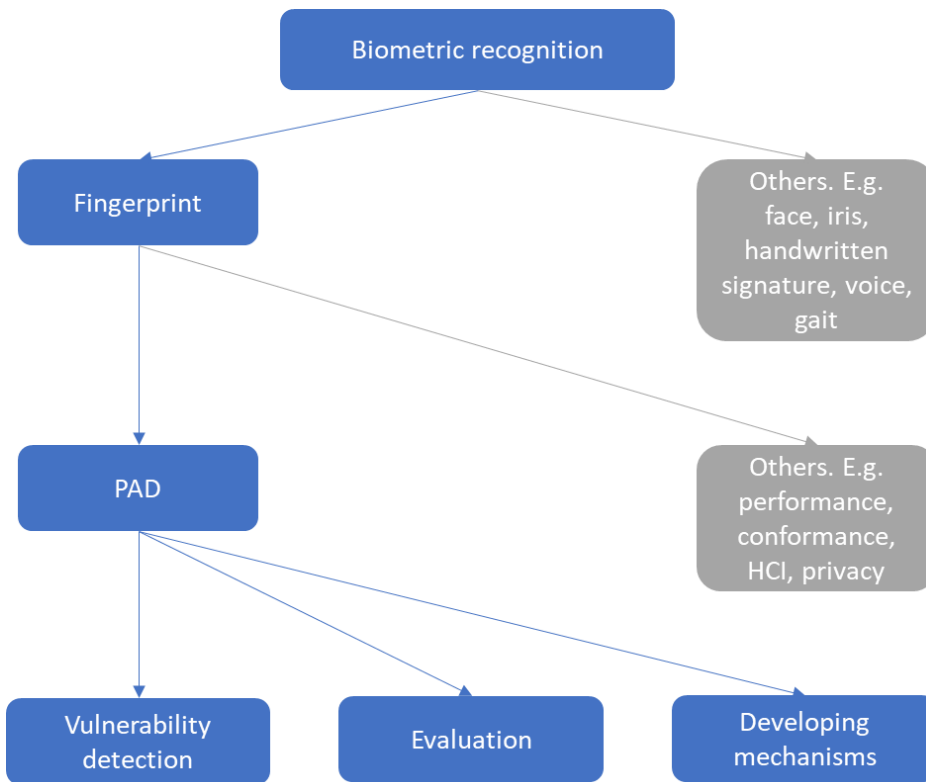 Biometric recognition
Fingerprint
Others. E.g.
face, iris,
handwritten
signature, voice,
gait
PAD
Others. E.g.
performance,
conformance,
HCI, privacy
Vulnerability
detection
Evaluation
Developing
mechanisms